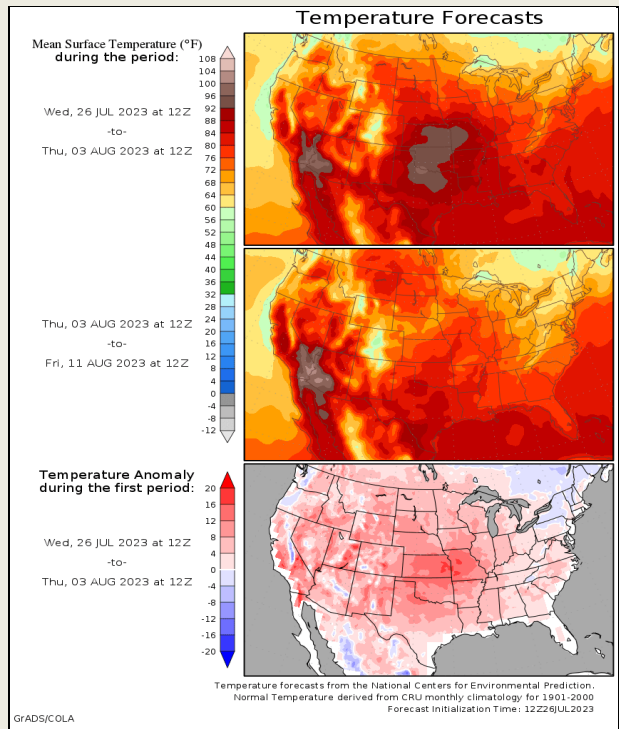 Temperature Forecasts
Mean Surface Temperature (°F)
during the period:
Wed, 26 JUL 2023 at 12Z
-to-
Thu, 03 AUG 2023 at 12Z
108
104
100
96
92
88
84
80
76
72
68
64
60
56
52
48
44
40
36
32
28
24
20
16
12
8
4
0
-4
-8
-12
Thu, 03 AUG 2023 at 12Z
-to-
Fri, 11 AUG 2023 at 12Z
Temperature Anomaly
during the first period:
Wed, 26 JUL 2023 at 12Z
-to-
Thu, 03 AUG 2023 at 12Z
20
16
12
8
4
0
-4
-8
-12
-16
-20
Temperature forecasts from the National Centers for Environmental Prediction.
Normal Temperature derived from CRU monthly climatology for 1901-2000
Forecast Initialization Time: 12Z26JUL2023
GrADS/COLA